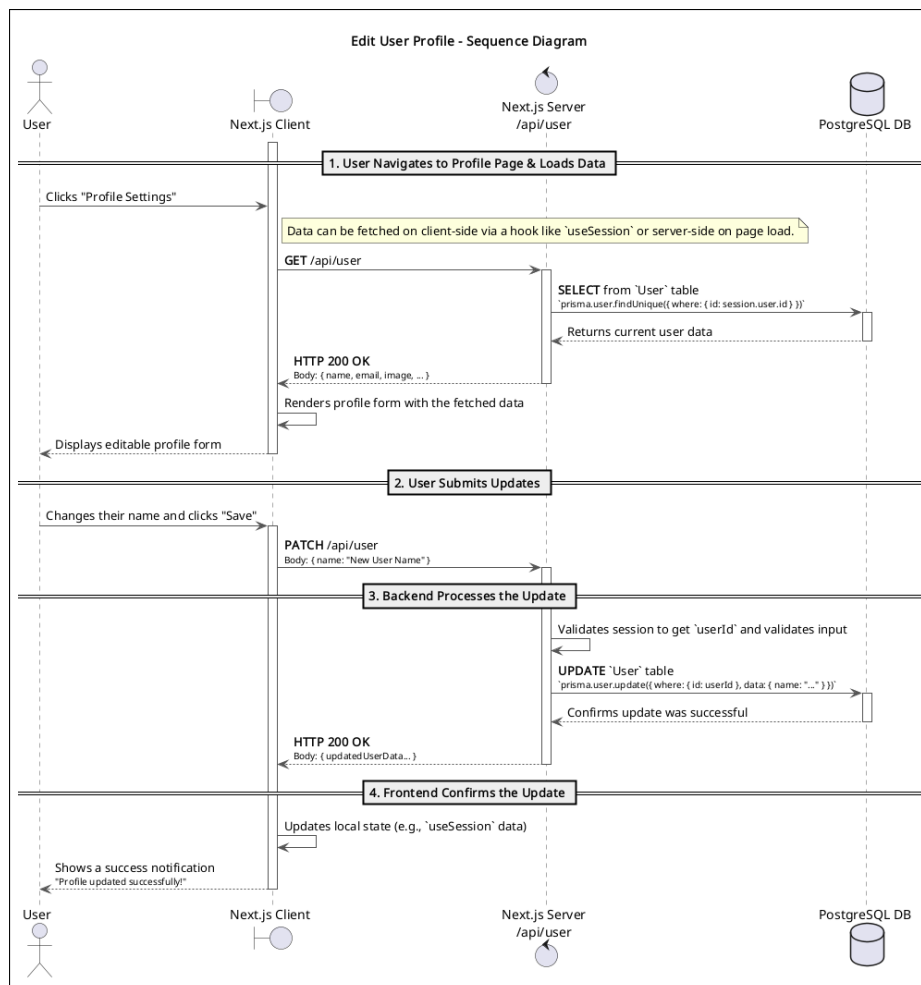 Edit User Profile - Sequence Diagram
User
Next.js Client
Next.js Server
/api/user
PostgreSQL DB
1. User Navigates to Profile Page & Loads Data
Clicks "Profile Settings"
Data can be fetched on client-side via a hook like `useSession` or server-side on page load.
GET /api/user
SELECT from `User` table
`prisma.user.findUnique({ where: { id: session.user.id } })`
Returns current user data
HTTP 200 OK
Body: { name, email, image, ... }
Renders profile form with the fetched data
Displays editable profile form
2. User Submits Updates
Changes their name and clicks "Save"
PATCH /api/user
Body: { name: "New User Name" }
3. Backend Processes the Update
Validates session to get `userId` and validates input
UPDATE `User` table
`prisma.user.update({ where: { id: userId }, data: { name: "..." } })`
Confirms update was successful
HTTP 200 OK
Body: { updatedUserData... }
4. Frontend Confirms the Update
Updates local state (e.g., `useSession` data)
Shows a success notification
"Profile updated successfully!"
User
Next.js Client
Next.js Server
/api/user
PostgreSQL DB